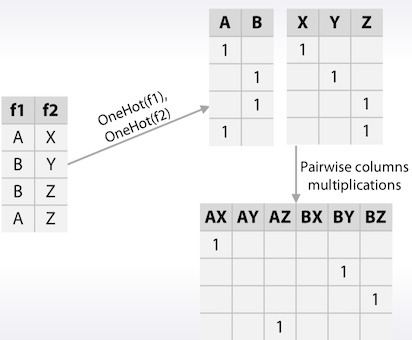 A B X Y Z
1 1
1 1
1 1
1 1
OneHot(f1),
OneHot(f2)
f1 f2
A X
B Y
B Z
A Z
Pairwise columns
multiplications
AX AY AZ BX BY BZ
1
1
1
1